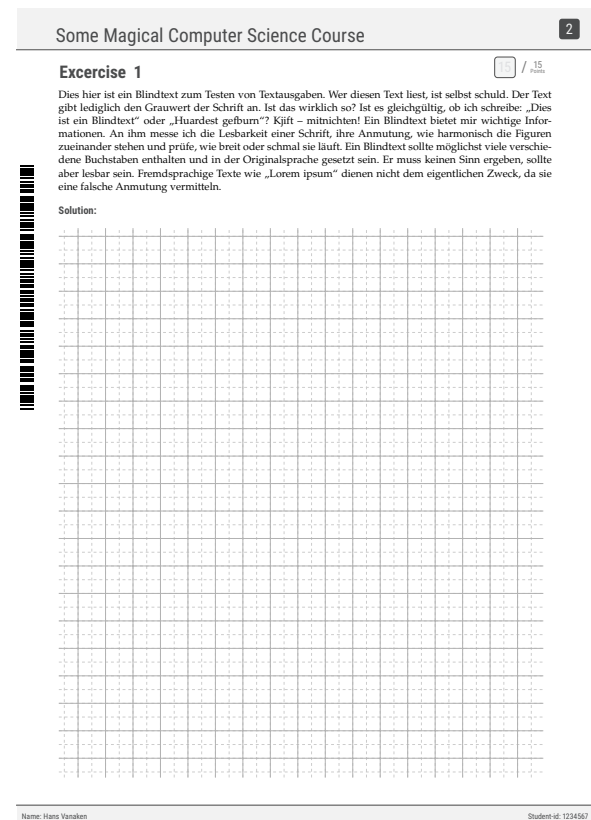 Some Magical Computer Science Course
2
Excercise 1
15 / 15
Points
Dies hier ist ein Blindtext zum Testen von Textausgaben. Wer diesen Text liest, ist selbst schuld. Der Text
gibt lediglich den Grauwert der Schrift an. Ist das wirklich so? Ist es gleichgültig, ob ich schreibe: „Dies
ist ein Blindtext“ oder „Huardest gefburn“? Kjift – mitnichten! Ein Blindtext bietet mir wichtige Infor-
mationen. An ihm messe ich die Lesbarkeit einer Schrift, ihre Anmutung, wie harmonisch die Figuren
zueinander stehen und prüfe, wie breit oder schmal sie läuft. Ein Blindtext sollte möglichst viele verschie-
dene Buchstaben enthalten und in der Originalsprache gesetzt sein. Er muss keinen Sinn ergeben, sollte
aber lesbar sein. Fremdsprachige Texte wie „Lorem ipsum“ dienen nicht dem eigentlichen Zweck, da sie
eine falsche Anmutung vermitteln.
Solution:
Name: Hans Vanaken
Student-id: 1234567